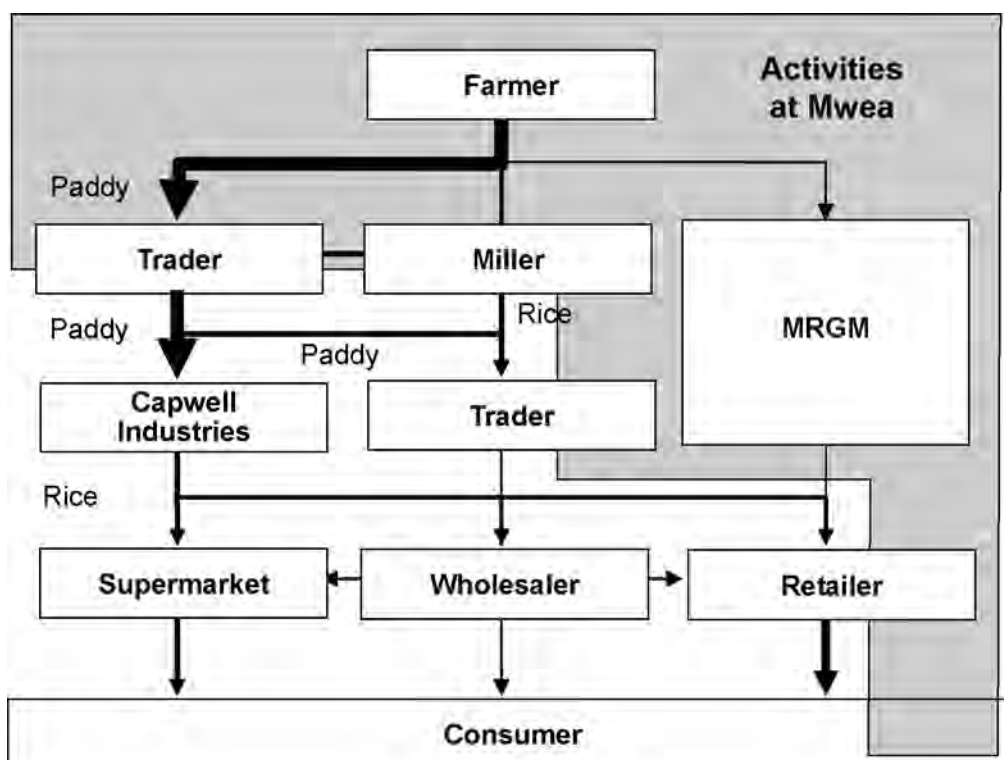 Activities
at Mwea
Farmer
Paddy
Trader
Miller
MRGM
Paddy
Rice
Paddy
Capwell
Industries
Trader
Rice
Supermarket
Wholesaler
Retailer
Consumer